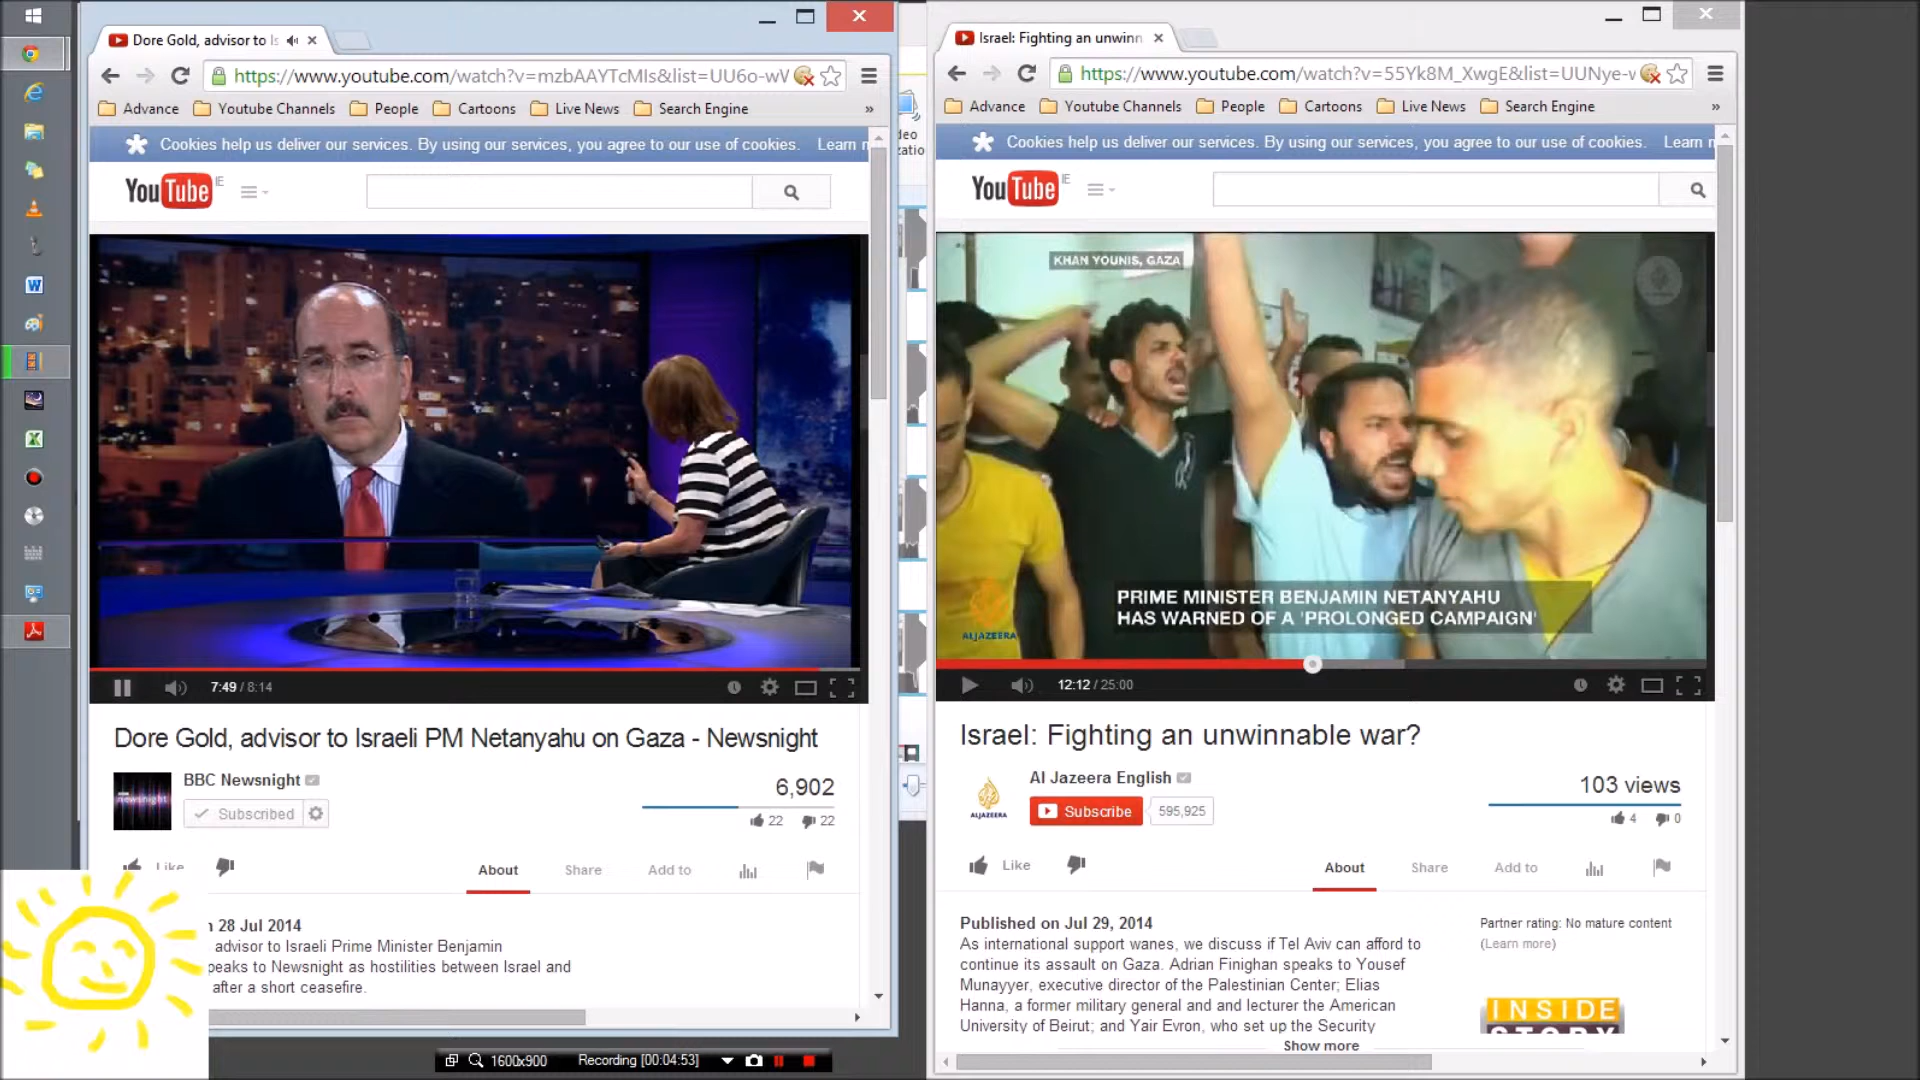 Dore Gold, advisor to Is
https://www.youtube.com/watch?v=mzbAAYTcMIs&list=UU6o-wV
Advance
Youtube Channels
People
Cartoons
Live News
Search Engine
»
Cookies help us deliver our services. By using our services, you agree to our use of cookies.
Learn
YouTube IE
7:49 / 8:14
Dore Gold, advisor to Israeli PM Netanyahu on Gaza - Newsnight
newsnight
BBC Newsnight
Subscribed
6,902
22
22
Like
About
Share
Add to
28 Jul 2014
advisor to Israeli Prime Minister Benjamin
peaks to Newsnight as hostilities between Israel and
after a short ceasefire.
1600x900
Recording [00:04:53]
Israel: Fighting an unwinn
https://www.youtube.com/watch?v=55Yk8M_XwgE&list=UUNye-v
Advance
Youtube Channels
People
Cartoons
Live News
Search Engine
»
Cookies help us deliver our services. By using our services, you agree to our use of cookies.
Learn
YouTube IE
KHAN YOUNIS, GAZA
PRIME MINISTER BENJAMIN NETANYAHU
HAS WARNED OF A 'PROLONGED CAMPAIGN'
ALJAZEERA
12:12 / 25:00
Israel: Fighting an unwinnable war?
ALJAZEERA
Al Jazeera English
Subscribe
595,925
103 views
4
0
Like
About
Share
Add to
Published on Jul 29, 2014
As international support wanes, we discuss if Tel Aviv can afford to
continue its assault on Gaza. Adrian Finighan speaks to Yousef
Munayyer, executive director of the Palestinian Center; Elias
Hanna, a former military general and and lecturer the American
University of Beirut; and Yair Evron, who set up the Security
Show more
Partner rating: No mature content
(Learn more)
INSIDE
STORY